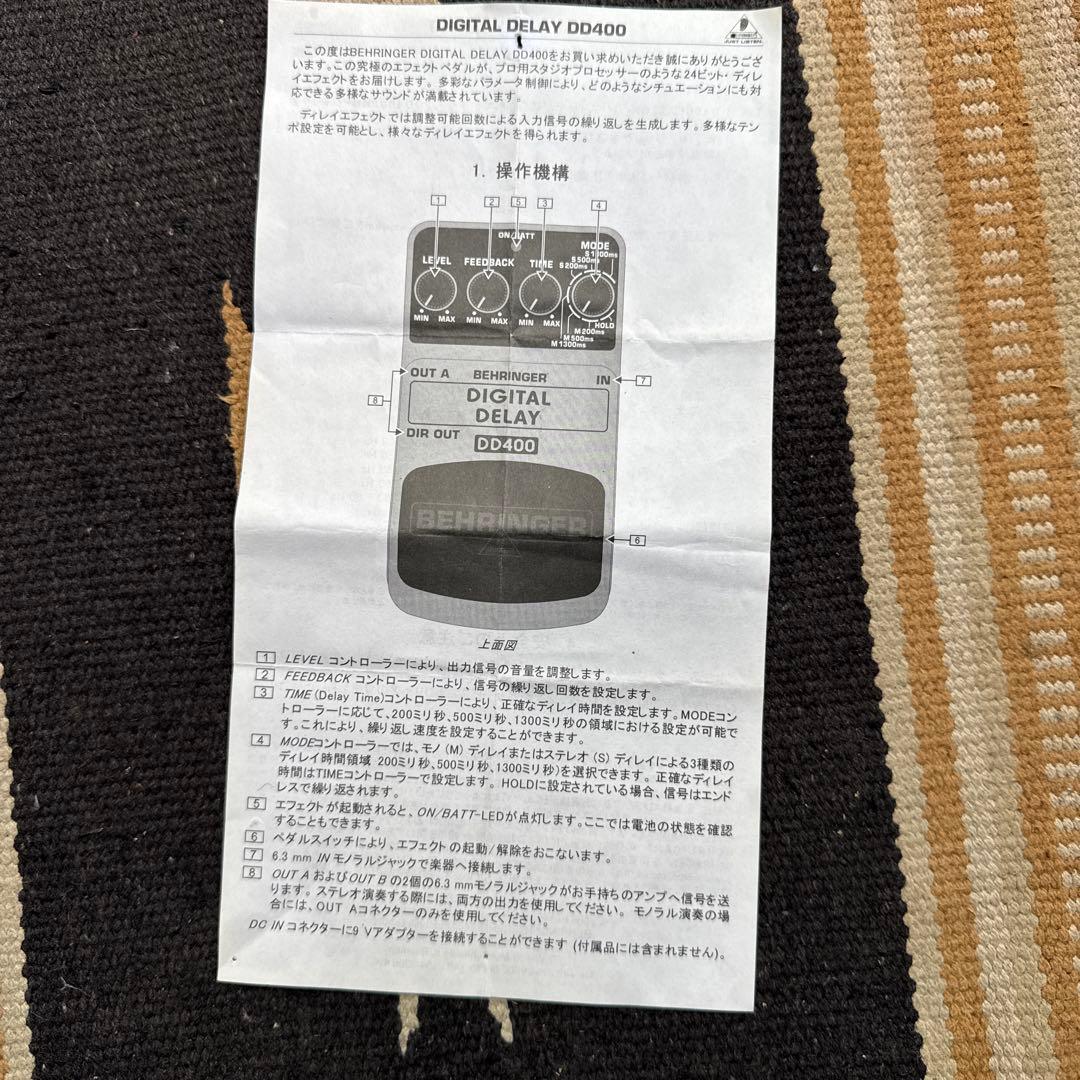 DIGITAL DELAY DD400
JUST LISTEN.
この度はBEHRINGER DIGITAL DELAY DD400をお買い求めいただき誠にありがとうござ
います。この究極のエフェクトペダルが、プロ用スタジオプロセッサーのような24ビット・ディレ
イエフェクトをお届けします。多彩なパラメータ制御により、どのようなシチュエーションにも対
応できる多様なサウンドが満載されています。
ディレイエフェクトでは調整可能回数による入力信号の繰り返しを生成します。多様なテン
ポ設定を可能とし、様々なディレイエフェクトを得られます。
1. 操作機構
1 2 5 3 4
ON/BATT
MODE
S 1300ms
S 500ms
S 200ms
LEVEL FEEDBACK TIME
MIN MAX MIN MAX MIN MAX
HOLD
M 200ms
M 500ms
M 1300ms
OUT A BEHRINGER IN 7
8
DIGITAL
DELAY
DIR OUT DD400
BEHRINGER
6
上面図
1 LEVEL コントローラーにより、出力信号の音量を調整します。
2 FEEDBACK コントローラーにより、信号の繰り返し回数を設定します。
3 TIME (Delay Time)コントローラーにより、正確なディレイ時間を設定します。MODEコン
トローラーに応じて、200ミリ秒、500ミリ秒、1300ミリ秒の領域における設定が可能で
す。これにより、繰り返し速度を設定することができます。
4 MODEコントローラーでは、モノ (M) ディレイまたはステレオ (S) ディレイによる3種類の
ディレイ時間領域 200ミリ秒、500ミリ秒、1300ミリ秒)を選択できます。正確なディレイ
時間はTIMEコントローラーで設定します。HOLDに設定されている場合、信号はエンド
レスで繰り返されます。
5 エフェクトが起動されると、ON/BATT-LEDが点灯します。ここでは電池の状態を確認
することもできます。
6 ペダルスイッチにより、エフェクトの起動/解除をおこないます。
7 6.3 mm IN モノラルジャックで楽器へ接続します。
8 OUT A およびOUT B の2個の6.3 mmモノラルジャックがお手持ちのアンプへ信号を送
ります。ステレオ演奏する際には、両方の出力を使用してください。モノラル演奏の場
合には、OUT Aコネクターのみを使用してください。
DC IN コネクターに9 Vアダプターを接続することができます (付属品には含まれません)。